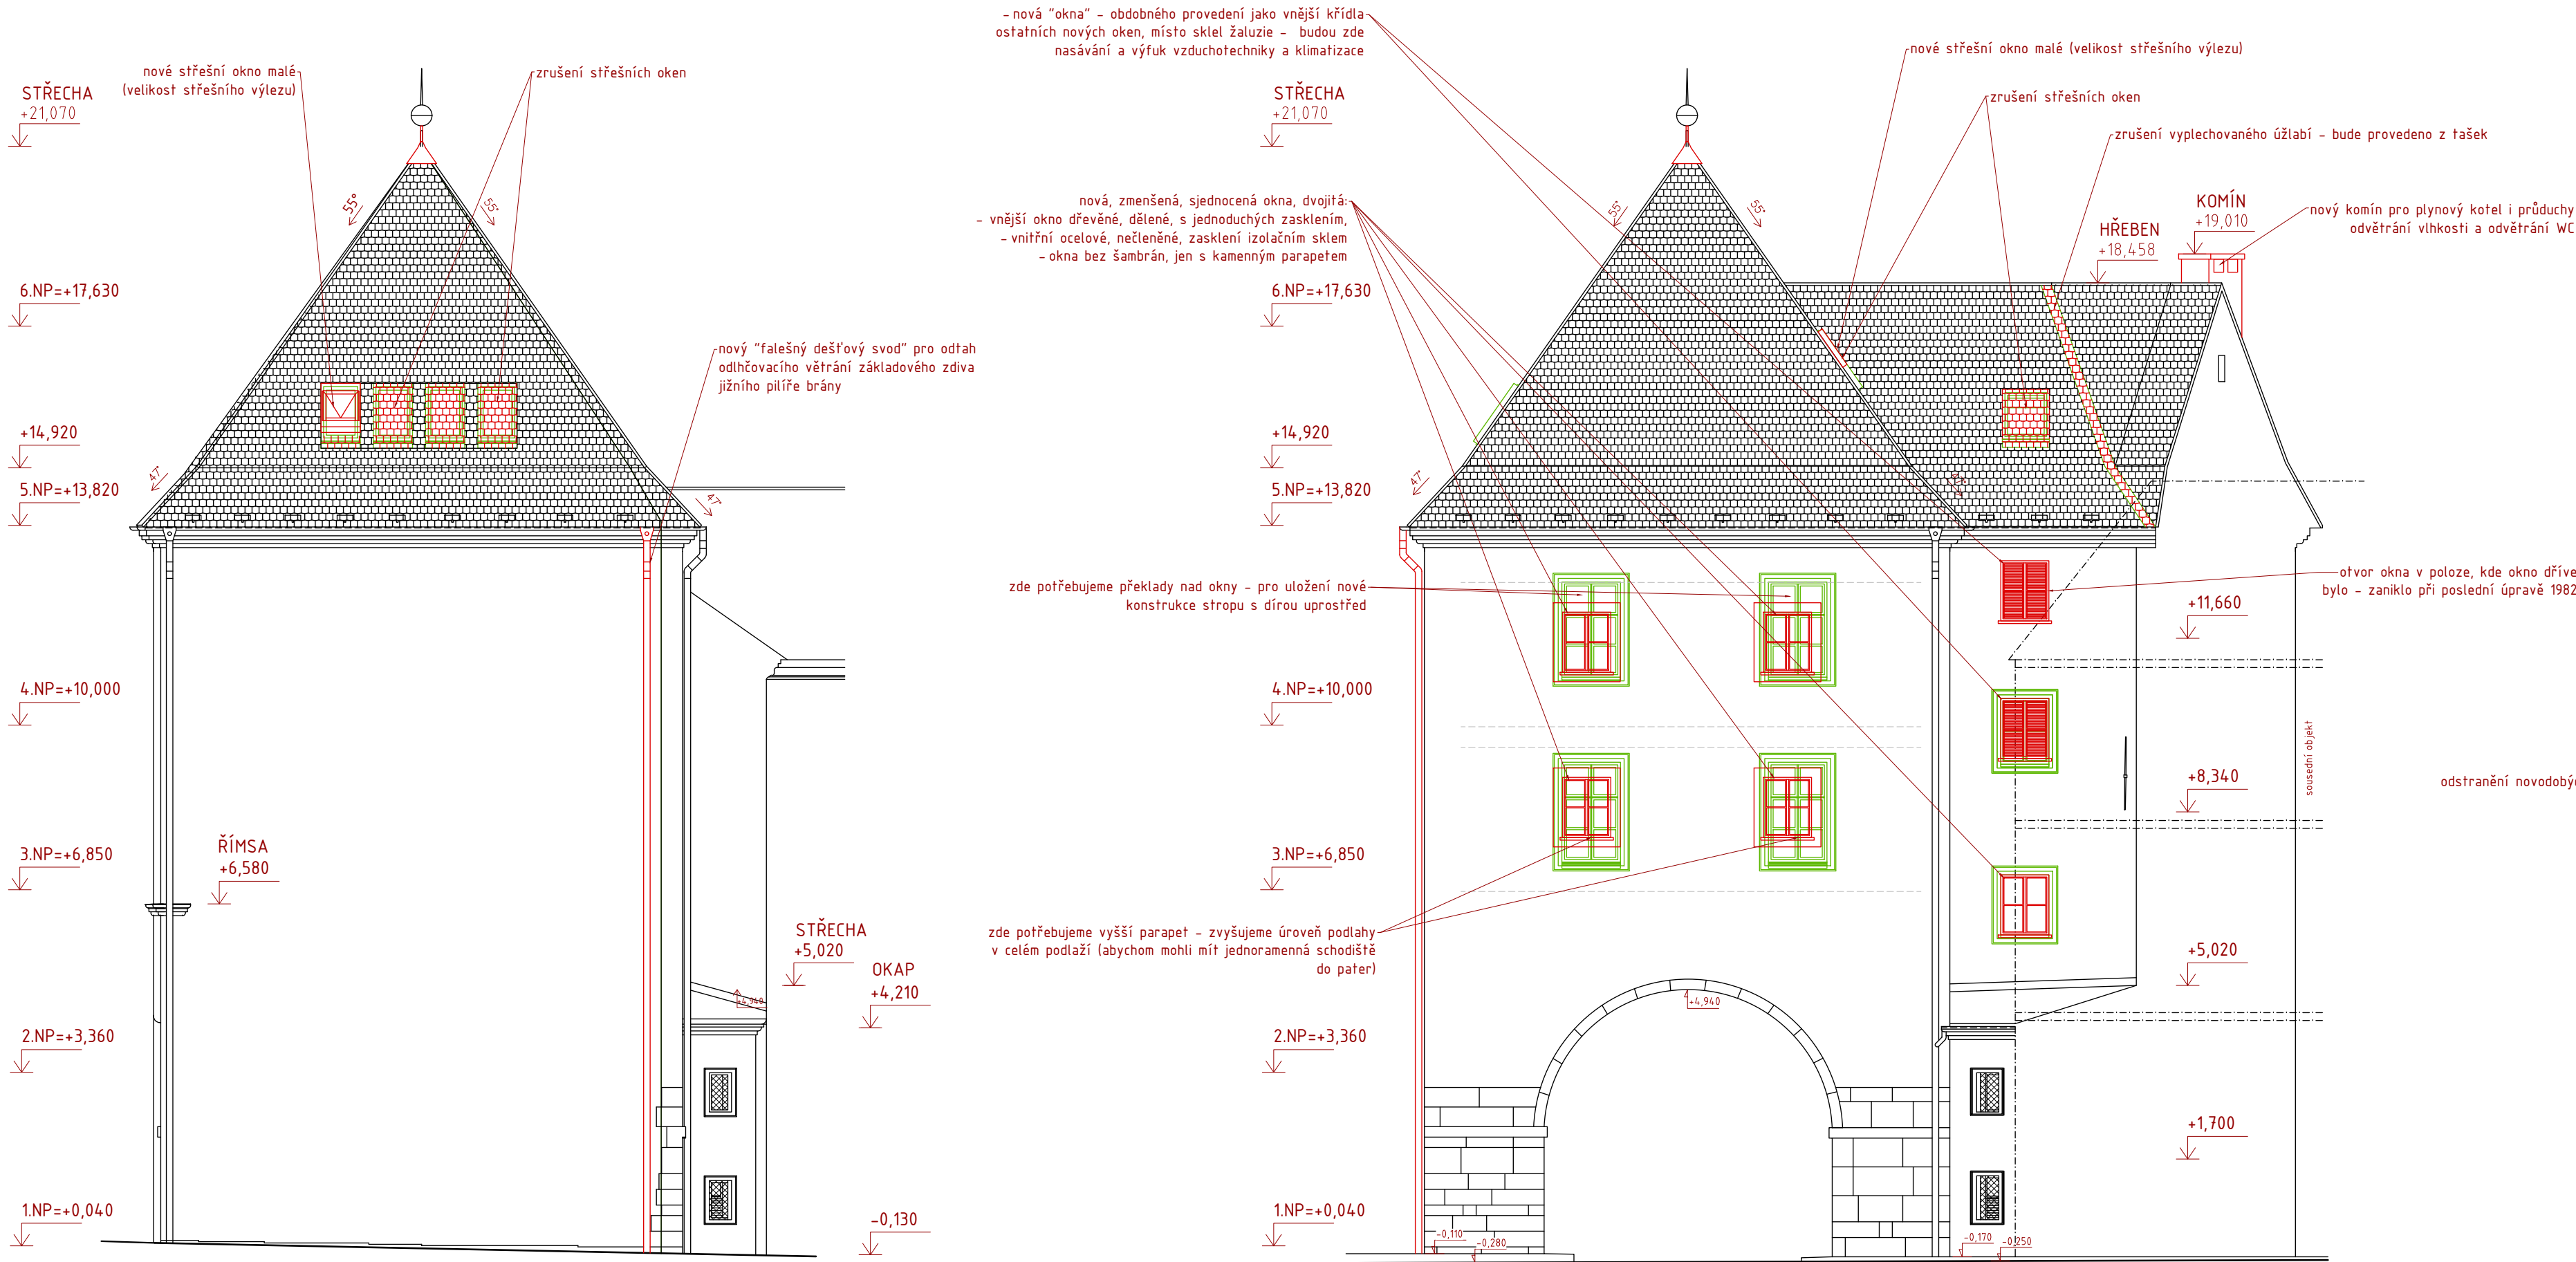 nové střešní okno malé
(velikost střešního výlezu)
zrušení střešních oken
STŘECHA
+21,070
55°
55°
6.NP=+17,630
nový “falešný dešťový svod” pro odtah
odlhčovacího větrání základového zdiva
jižního pilíře brány
+14,920
47°
5.NP=+13,820
47°
4.NP=+10,000
3.NP=+6,850
ŘÍMSA
+6,580
STŘECHA
+5,020
OKAP
+4,210
+4,940
2.NP=+3,360
1.NP=+0,040
-0,130
- nová “okna” - obdobného provedení jako vnější křídla
ostatních nových oken, místo sklel žaluzie - budou zde
nasávání a výfuk vzduchotechniky a klimatizace
nové střešní okno malé (velikost střešního výlezu)
STŘECHA
+21,070
zrušení střešních oken
zrušení vyplechovaného úžlabí - bude provedeno z tašek
nová, zmenšená, sjednocená okna, dvojitá:
- vnější okno dřevěné, dělené, s jednoduchých zasklením,
- vnitřní ocelové, nečleněné, zasklení izolačním sklem
- okna bez šambrán, jen s kamenným parapetem
55°
55°
KOMÍN
+19,010
HŘEBEN
+18,458
nový komín pro plynový kotel i průduchy
odvětrání vlhkosti a odvětrání WC
6.NP=+17,630
+14,920
47°
47°
5.NP=+13,820
zde potřebujeme překlady nad okny - pro uložení nové
konstrukce stropu s dírou uprostřed
otvor okna v poloze, kde okno dříve
bylo - zaniklo při poslední úpravě 1982
+11,660
4.NP=+10,000
sousední objekt
+8,340
odstranění novodobýc
3.NP=+6,850
zde potřebujeme vyšší parapet - zvyšujeme úroveň podlahy
v celém podlaží (abychom mohli mít jednoramenná schodiště
do pater)
+5,020
+4,940
2.NP=+3,360
+1,700
1.NP=+0,040
-0,110
-0,280
-0,170
-0,250